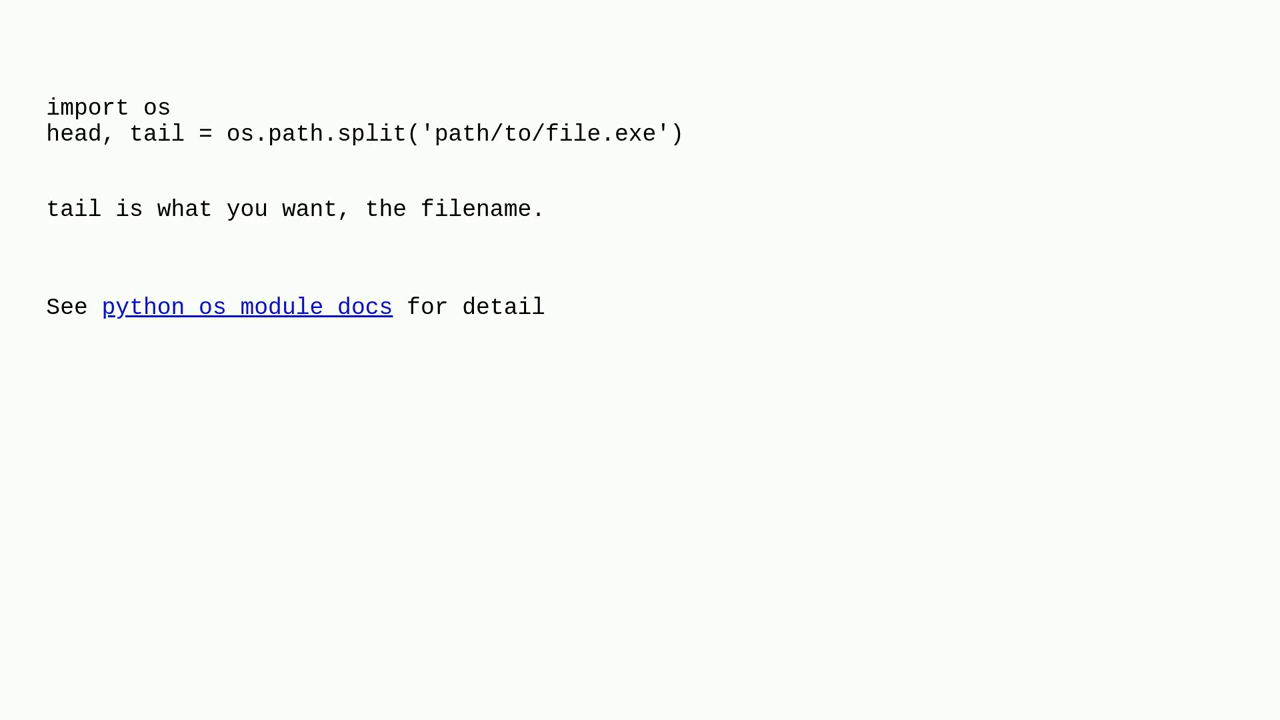 import os
head, tail = os.path.split('path/to/file.exe')
tail is what you want, the filename.
See python os module docs for detail